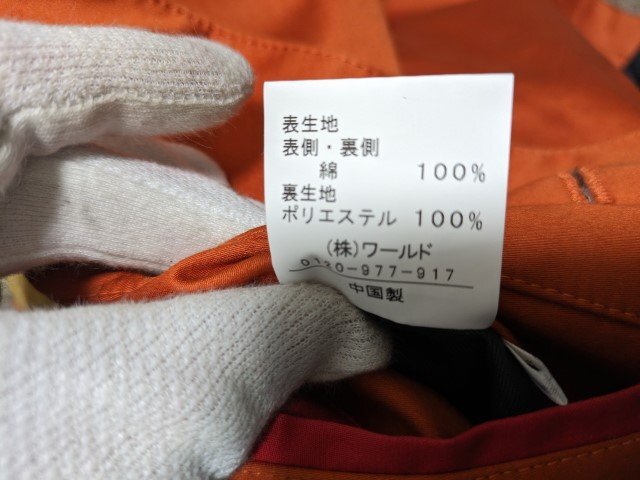 表生地
表側・裏側
綿 100%
裏生地
ポリエステル 100%
(株)ワールド
0120-977-917
中国製